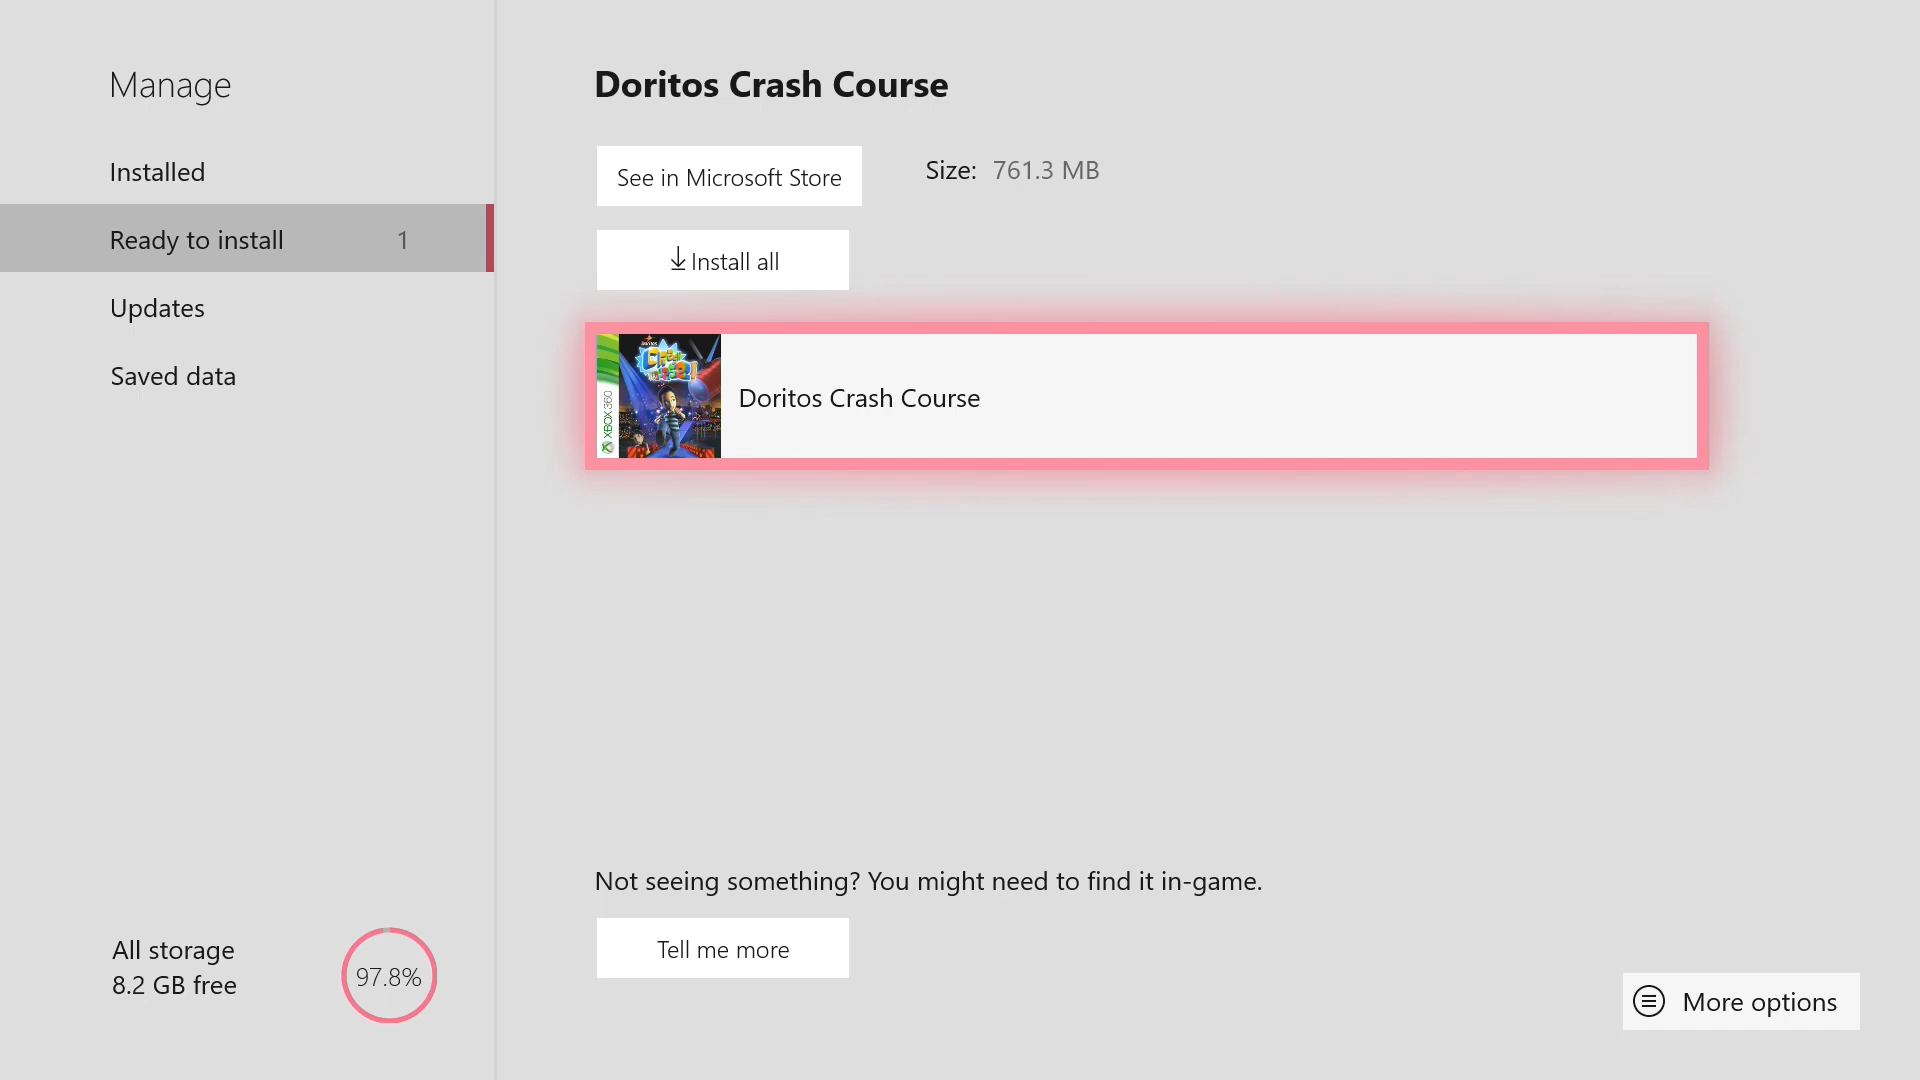 Manage
Installed
Ready to install 1
Updates
Saved data
All storage
8.2 GB free
97.8%
Doritos Crash Course
See in Microsoft Store
Size: 761.3 MB
Install all
XBOX 360
Doritos Crash Course
Not seeing something? You might need to find it in-game.
Tell me more
More options